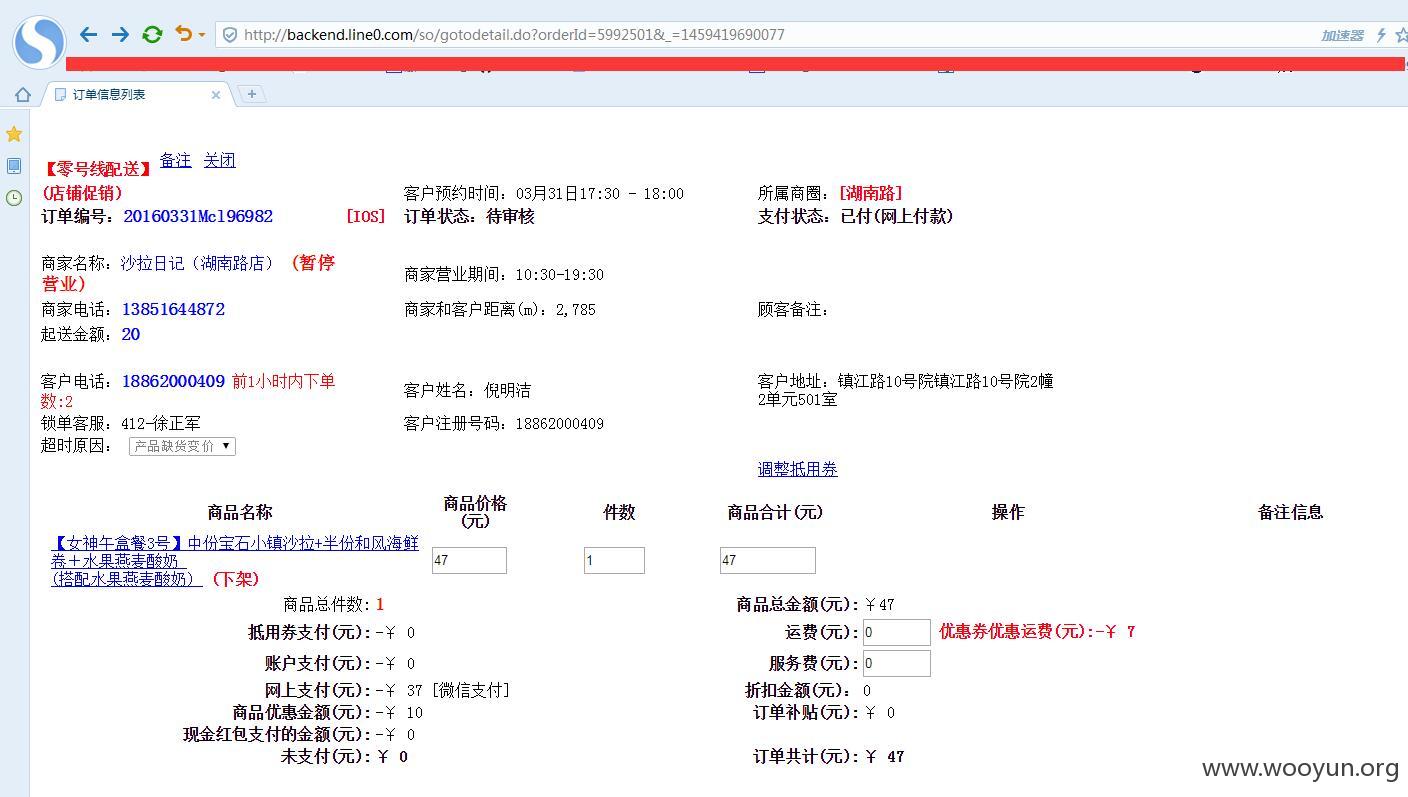 http://backend.line0.com/so/gotodetail.do?orderId=5992501&_=1459419690077 加速器
订单信息列表
【零号线配送】 备注 关闭
(店铺促销) 客户预约时间：03月31日17:30 - 18:00 所属商圈：[湖南路]
订单编号：20160331Mcl96982 [IOS] 订单状态：待审核 支付状态：已付(网上付款)
商家名称：沙拉日记（湖南路店） (暂停
营业) 商家营业期间：10:30-19:30
商家电话：13851644872 商家和客户距离(m)：2,785 顾客备注：
起送金额：20
客户电话：18862000409 前1小时内下单
数:2 客户姓名：倪明洁
客户地址：镇江路10号院镇江路10号院2幢
2单元501室
锁单客服：412-徐正军 客户注册号码：18862000409
超时原因： 产品缺货变价
调整抵用券
商品名称 商品价格
(元) 件数 商品合计(元) 操作 备注信息
【女神午盒餐3号】中份宝石小镇沙拉+半份和风海鲜
卷＋水果燕麦酸奶
(搭配水果燕麦酸奶） (下架) 47 1 47
商品总件数:1 商品总金额(元):￥47
抵用券支付(元):-￥ 0 运费(元):0 优惠券优惠运费(元):-￥ 7
账户支付(元):-￥ 0 服务费(元):0
网上支付(元):-￥ 37 [微信支付] 折扣金额(元)：0
商品优惠金额(元):-￥ 10 订单补贴(元):￥ 0
现金红包支付的金额(元):-￥ 0
未支付(元):￥ 0 订单共计(元):￥ 47
www.wooyun.org